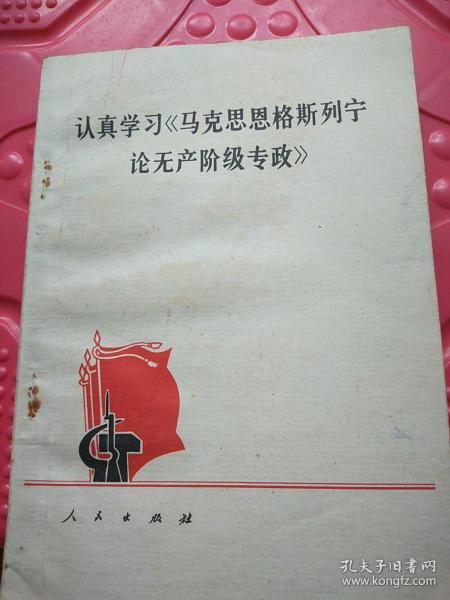 认真学习《马克思恩格斯列宁
论无产阶级专政》
人民出版社
孔夫子旧书网
www.kongfz.com